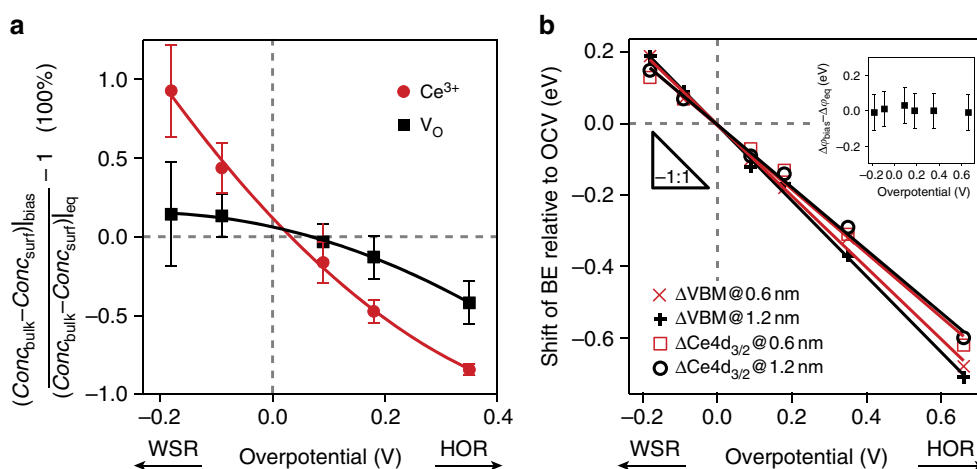 a
(Conc_bulk–Conc_surf)|_bias
(Conc_bulk–Conc_surf)|_eq
– 1 (100%)
1.0
0.5
0.0
–0.5
–1.0
Ce³⁺
V_O
–0.2 0.0 0.2 0.4
WSR Overpotential (V) HOR
b
Shift of BE relative to OCV (eV)
0.2
0.0
–0.2
–0.4
–0.6
–1:1
Δφ_bias–Δφ_eq (eV)
0.2
0.0
–0.2
–0.2 0.0 0.2 0.4 0.6
Overpotential (V)
ΔVBM@0.6 nm
ΔVBM@1.2 nm
ΔCe4d_3/2@0.6 nm
ΔCe4d_3/2@1.2 nm
–0.2 0.0 0.2 0.4 0.6
WSR Overpotential (V) HOR